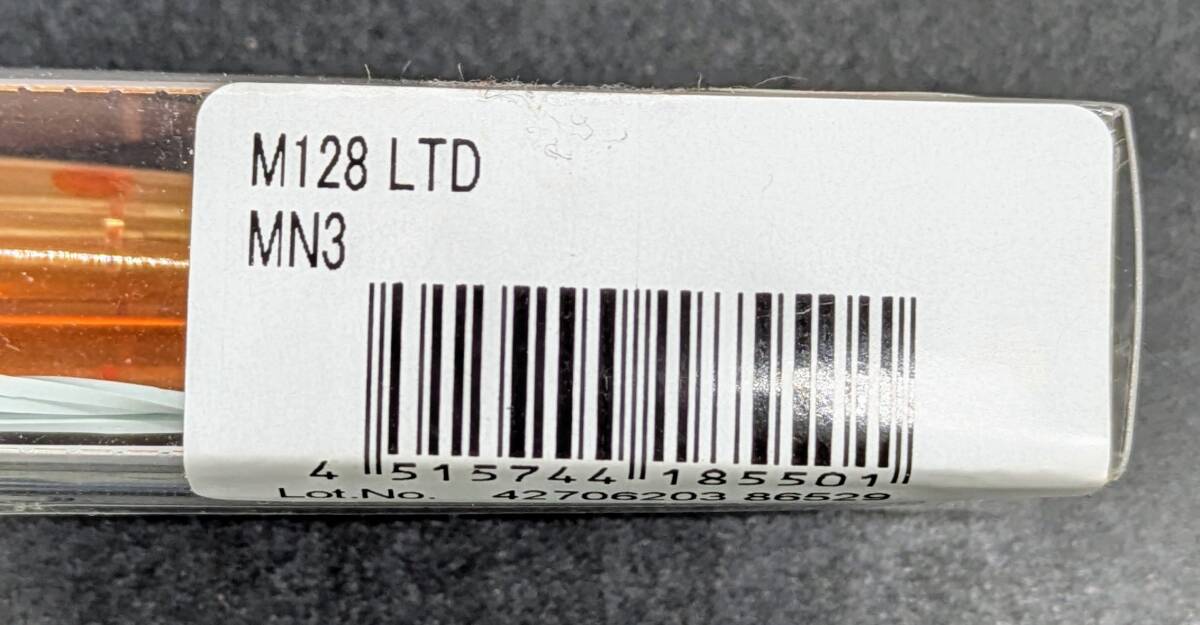 M128 LTD
MN3
4 515744 185501
Lot.No. 42706203 86529